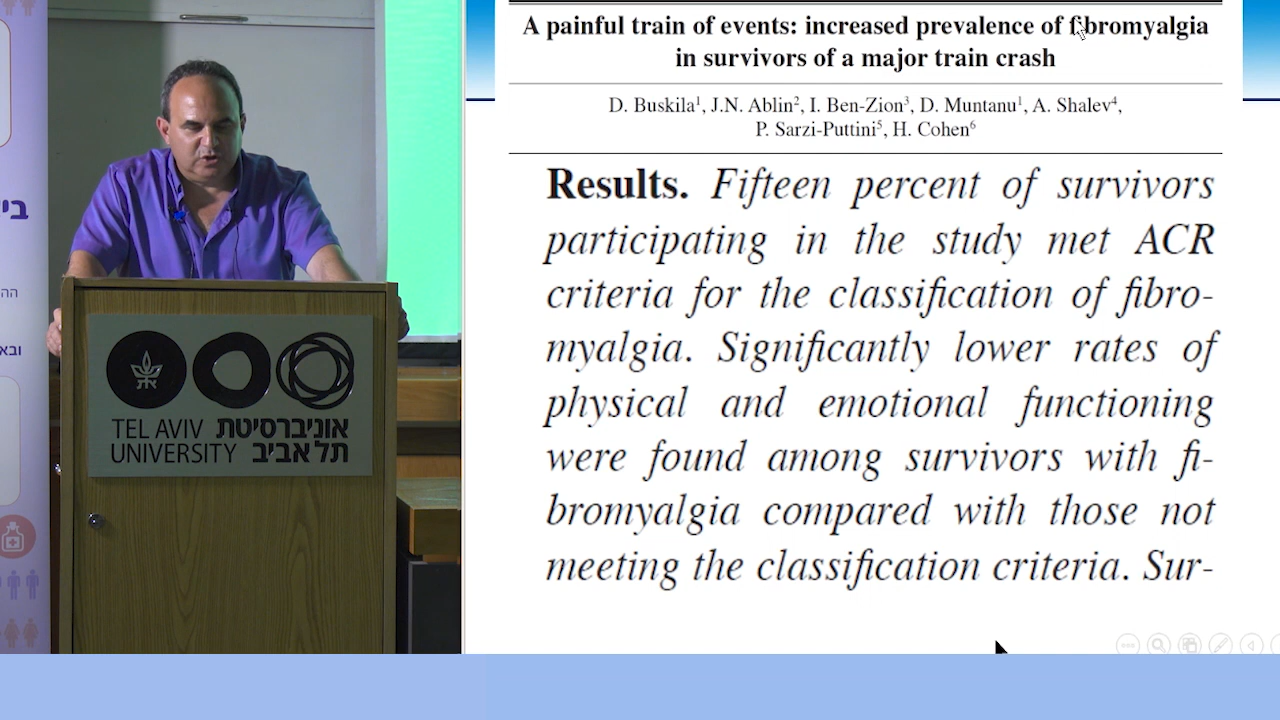 A painful train of events: increased prevalence of fibromyalgia
in survivors of a major train crash
D. Buskila¹, J.N. Ablin², I. Ben-Zion³, D. Muntanu¹, A. Shalev⁴,
P. Sarzi-Puttini⁵, H. Cohen⁶
Results. Fifteen percent of survivors
participating in the study met ACR
criteria for the classification of fibro-
myalgia. Significantly lower rates of
physical and emotional functioning
were found among survivors with fi-
bromyalgia compared with those not
meeting the classification criteria. Sur-
TEL AVIV אוניברסיטת
UNIVERSITY תל אביב
בי
הה
ובא